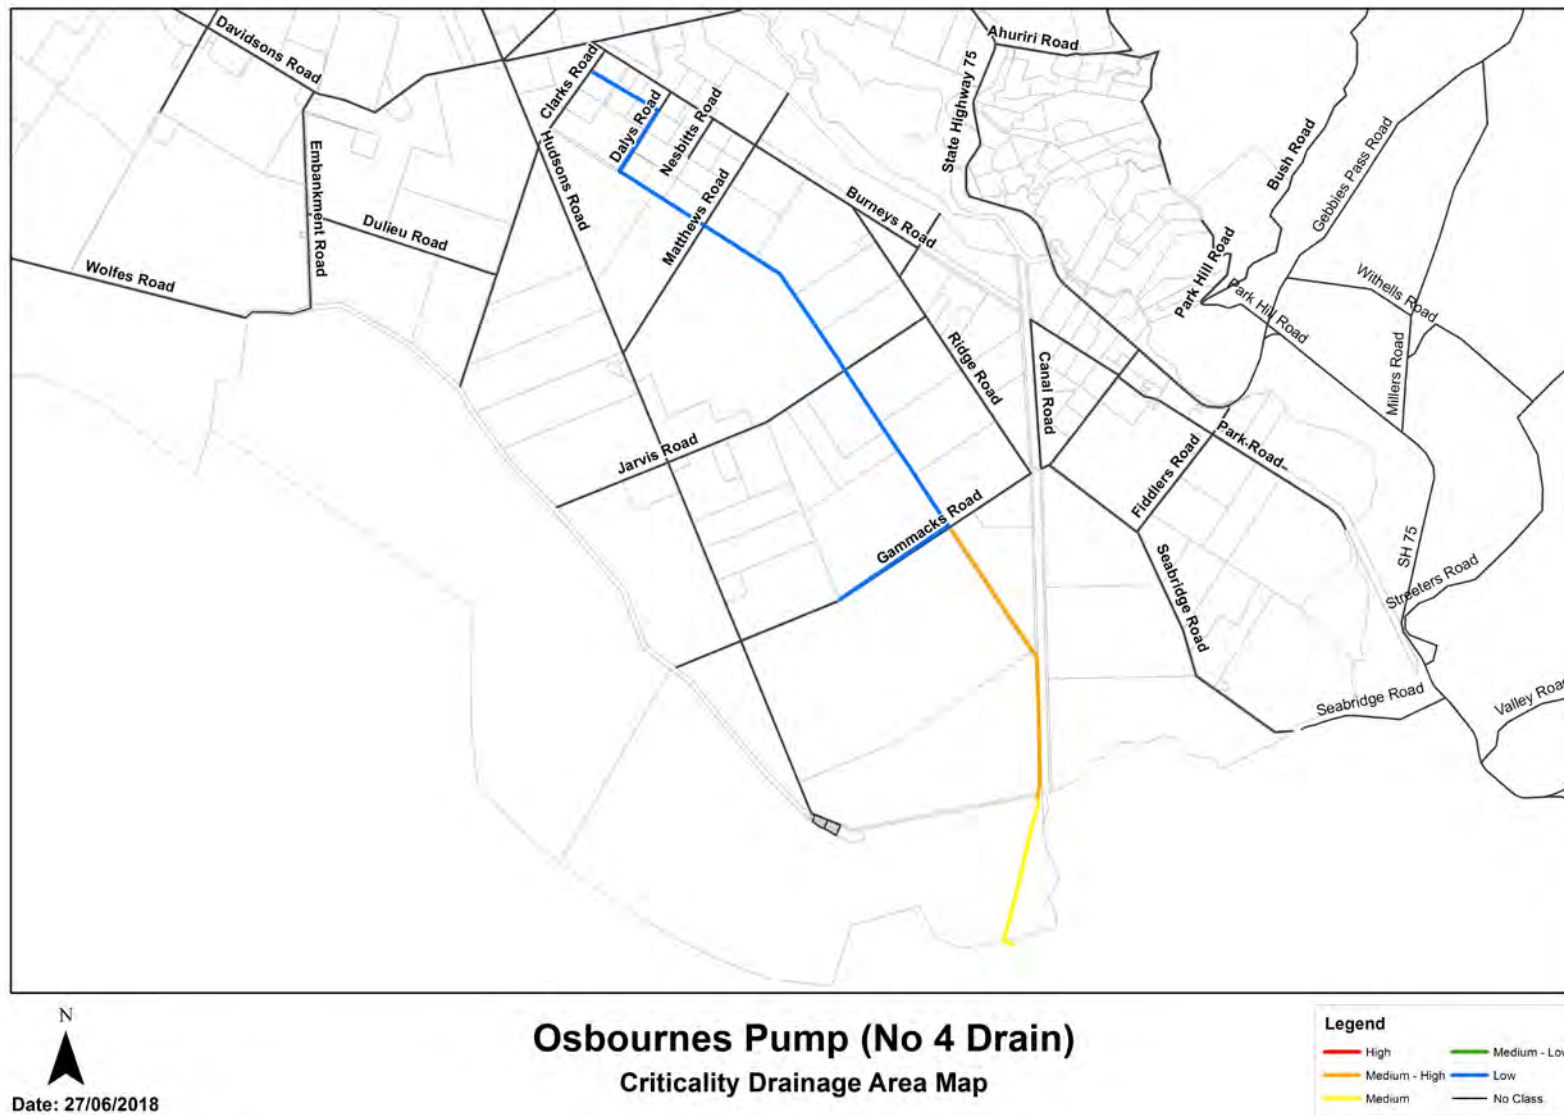 Davidsons Road
Clarks Road
Ahuriri Road
State Highway 75
Embankment Road
Hudsons Road
Dalys Road
Nesbitts Road
Bush Road
Gebbies Pass Road
Dulieu Road
Matthews Road
Burneys Road
Park Hill Road
Wolfes Road
Park Hill Road
Withells Road
Ridge Road
Canal Road
Millers Road
Jarvis Road
Fiddlers Road
Park Road
Gammacks Road
Seabridge Road
SH 75
Streeters Road
Seabridge Road
Valley Road
N
Date: 27/06/2018
Osbournes Pump (No 4 Drain)
Criticality Drainage Area Map
Legend
High
Medium - High
Medium
Medium - Low
Low
No Class